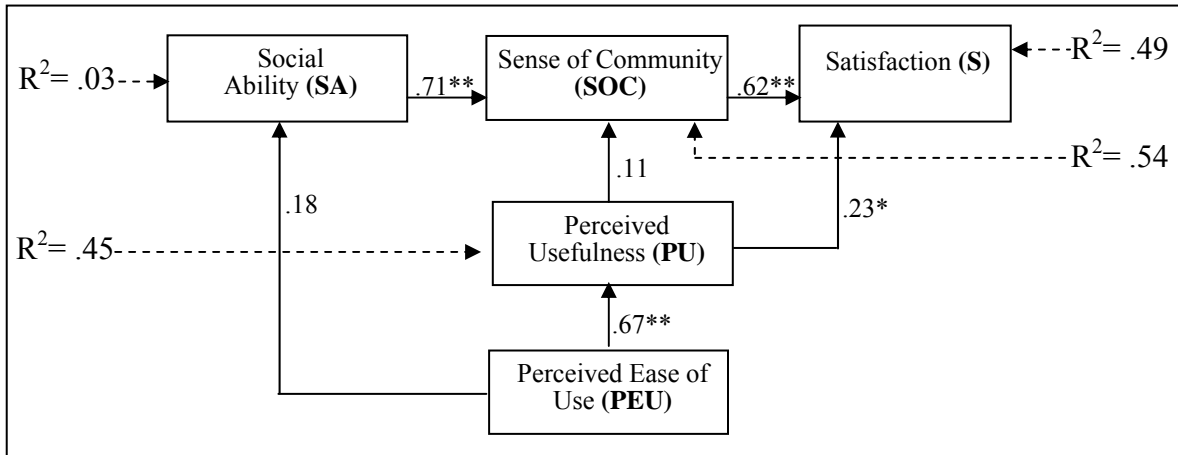 Social
Ability (SA)
Sense of Community
(SOC)
Satisfaction (S)
R²= .49
R²= .03
.71**
.62**
R²= .54
.11
.18
.23*
R²= .45
Perceived
Usefulness (PU)
.67**
Perceived Ease of
Use (PEU)